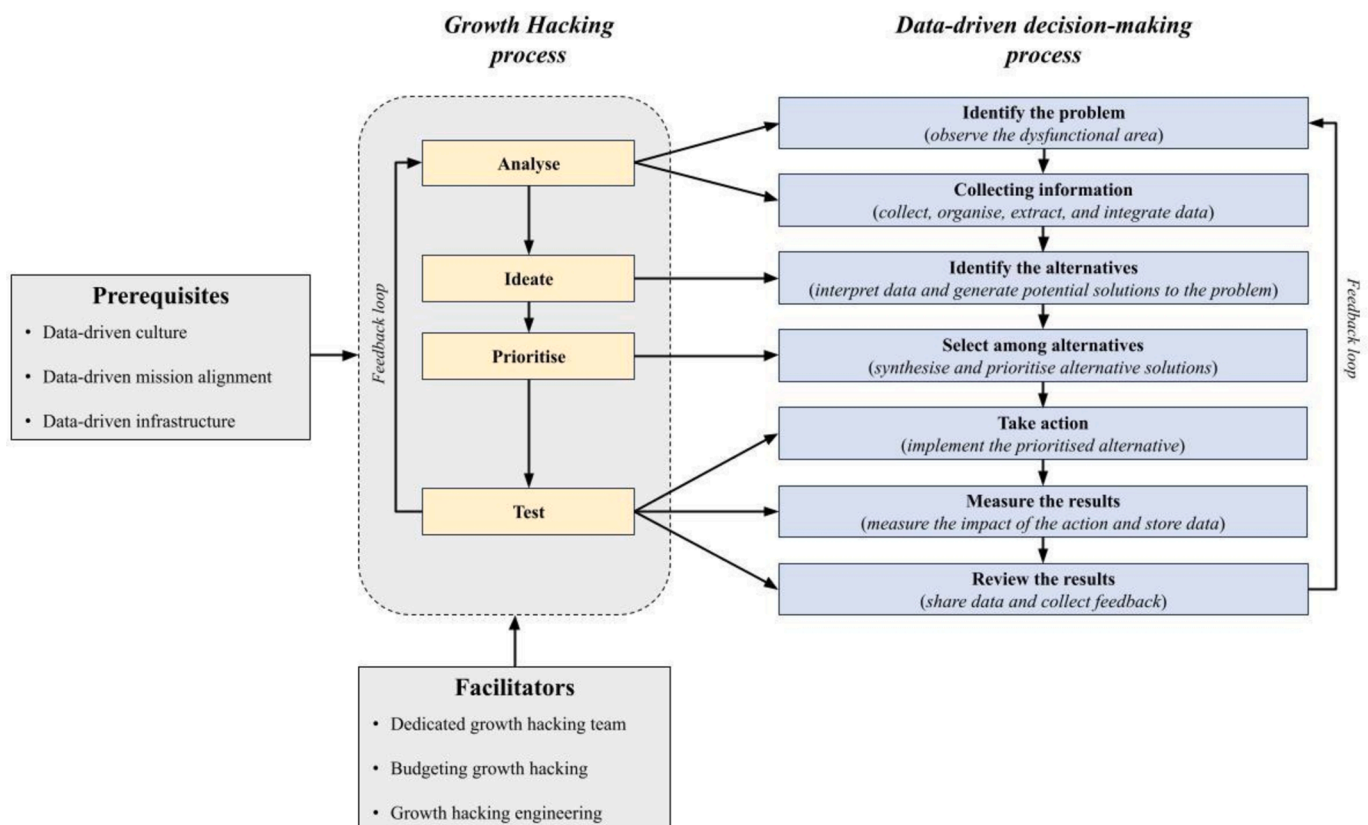 Growth Hacking
process
Data-driven decision-making
process
Analyse
Ideate
Prioritise
Test
Feedback loop
Identify the problem
(observe the dysfunctional area)
Collecting information
(collect, organise, extract, and integrate data)
Identify the alternatives
(interpret data and generate potential solutions to the problem)
Select among alternatives
(synthesise and prioritise alternative solutions)
Take action
(implement the prioritised alternative)
Measure the results
(measure the impact of the action and store data)
Review the results
(share data and collect feedback)
Feedback loop
Prerequisites
• Data-driven culture
• Data-driven mission alignment
• Data-driven infrastructure
Facilitators
• Dedicated growth hacking team
• Budgeting growth hacking
• Growth hacking engineering